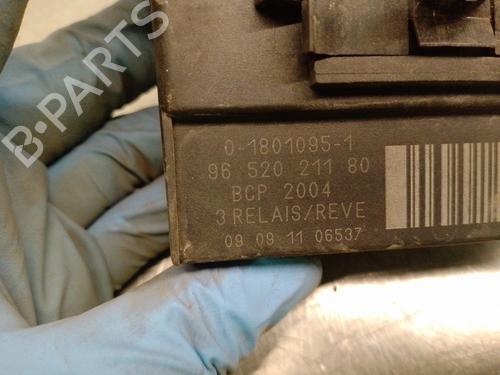 0-1801095-1
96 520 211 80
BCP 2004
3 RELAIS/REVE
09 09 11 06537
B-PARTS